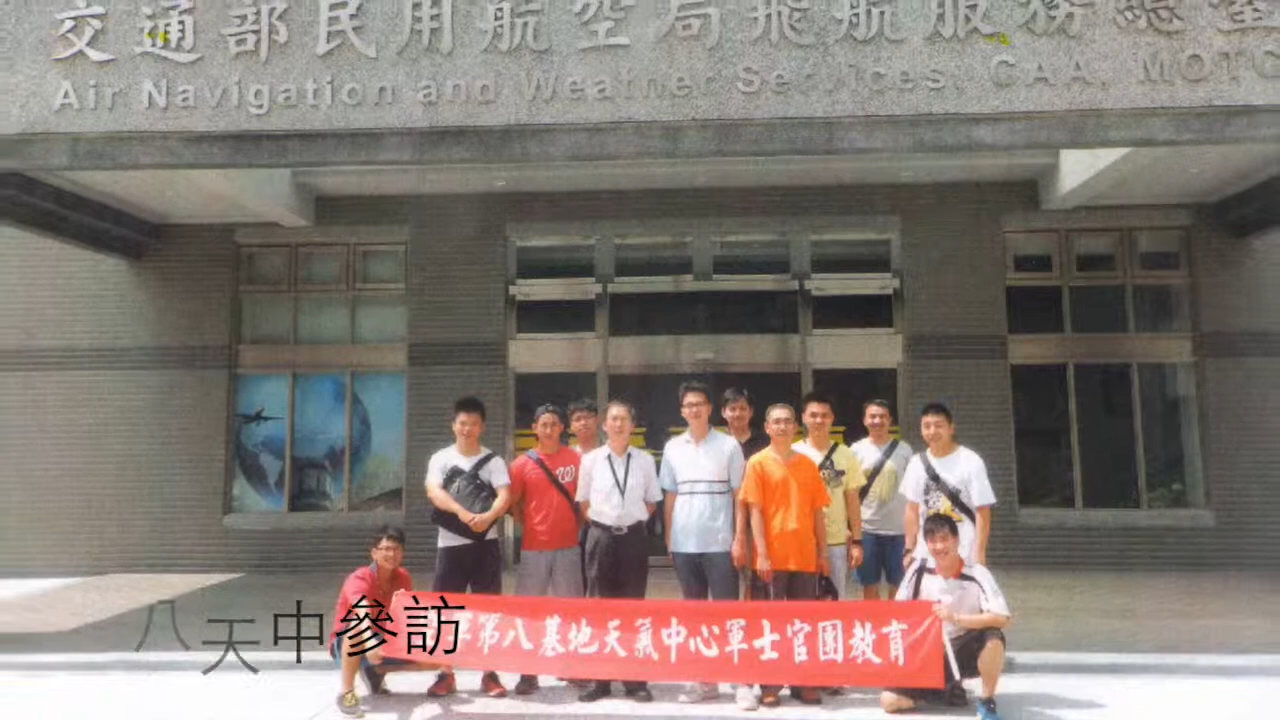 交通部民用航空局飛航服務總臺
Air Navigation and Weather Services, CAA, MOTC
W
年第八基地天氣中心軍士官團教育
八天中參訪